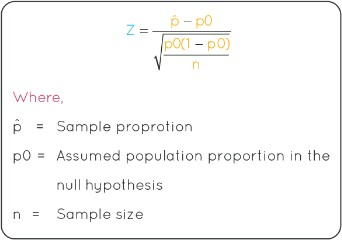 Z = p̂ − p0 / √(p0(1 − p0) / n)
Where,
p̂ = Sample proprotion
p0 = Assumed population proportion in the
null hypothesis
n = Sample size